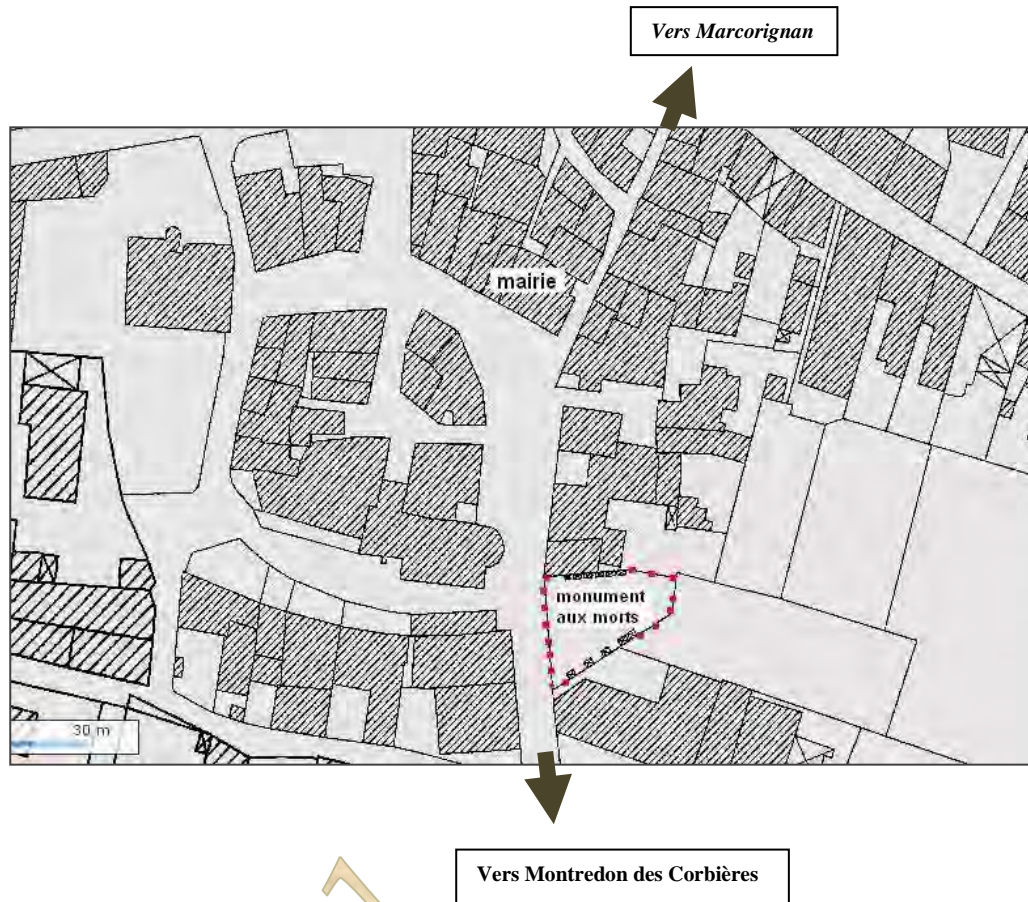 Vers Marcorignan
mairie
monument
aux morts
30 m
Vers Montredon des Corbières